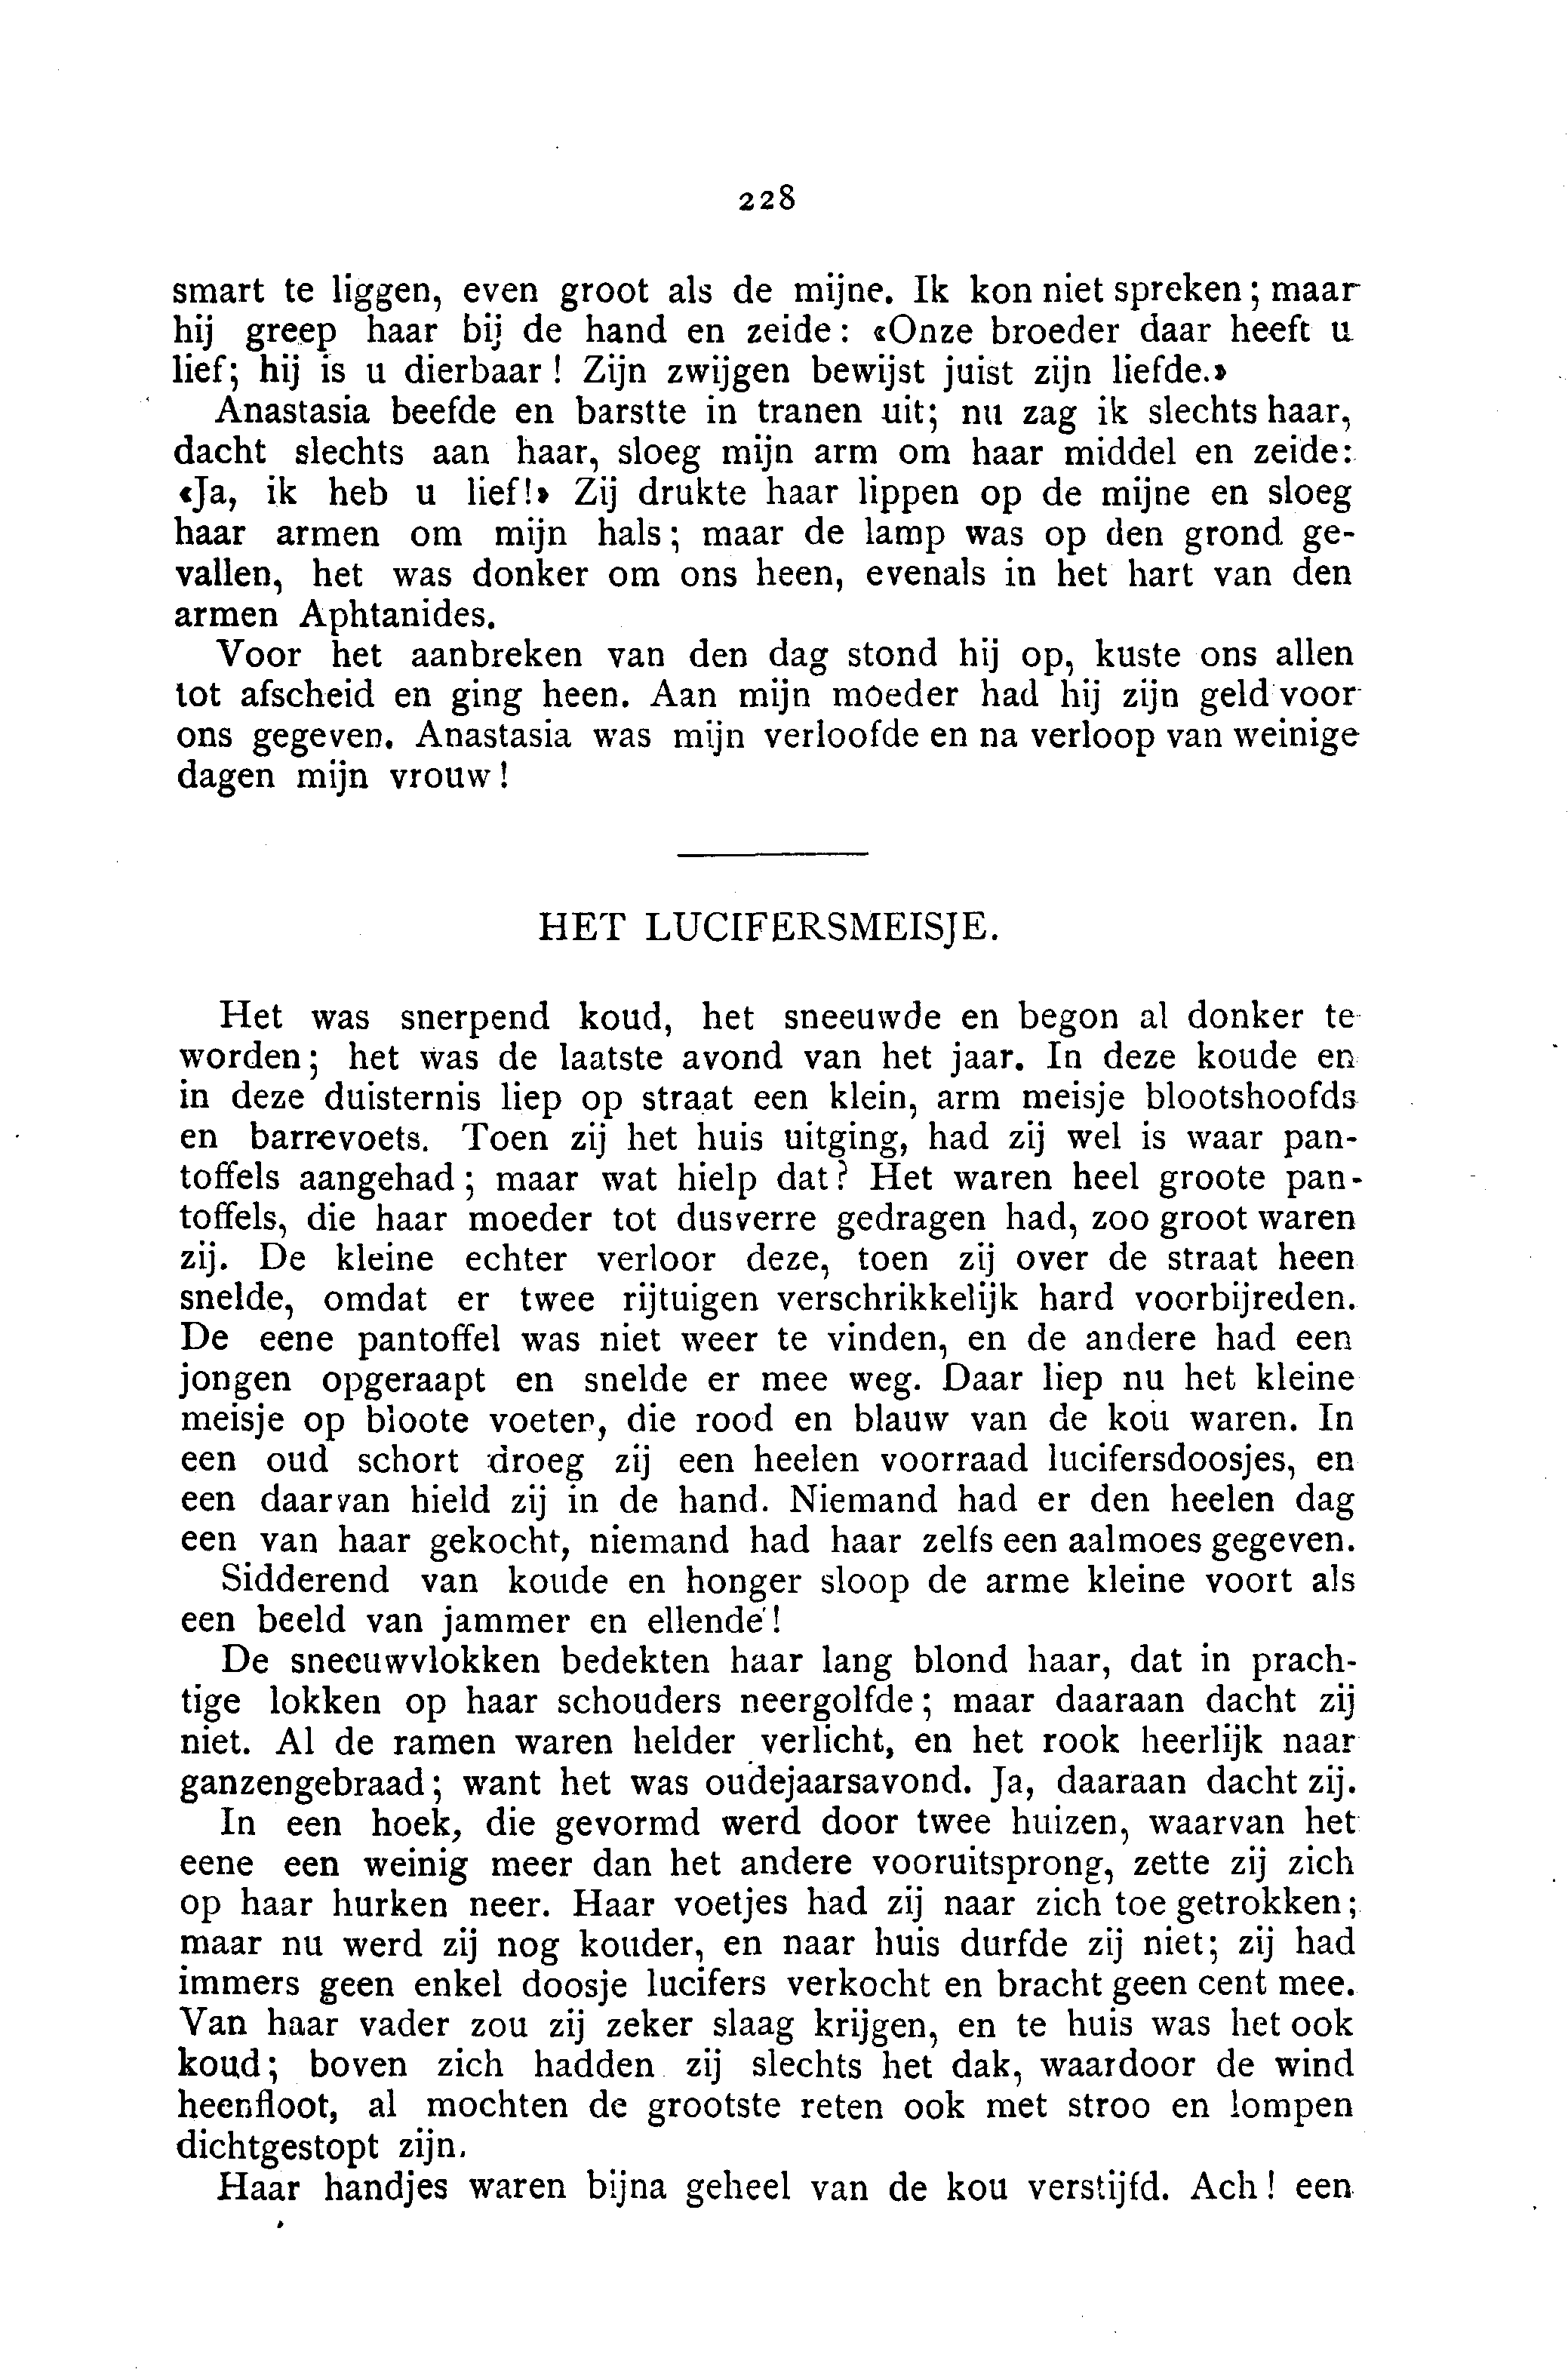 228
smart te liggen, even groot als de mijne. Ik kon niet spreken; maar
hij greep haar bij de hand en zeide: «Onze broeder daar heeft u
lief; hij is u dierbaar! Zijn zwijgen bewijst juist zijn liefde.»
Anastasia beefde en barstte in tranen uit; nu zag ik slechts haar,
dacht slechts aan haar, sloeg mijn arm om haar middel en zeide:
«Ja, ik heb u lief!» Zij drukte haar lippen op de mijne en sloeg
haar armen om mijn hals; maar de lamp was op den grond ge-
vallen, het was donker om ons heen, evenals in het hart van den
armen Aphtanides.
Voor het aanbreken van den dag stond hij op, kuste ons allen
tot afscheid en ging heen. Aan mijn moeder had hij zijn geld voor
ons gegeven. Anastasia was mijn verloofde en na verloop van weinige
dagen mijn vrouw!
HET LUCIFERSMEISJE.
Het was snerpend koud, het sneeuwde en begon al donker te
worden; het was de laatste avond van het jaar. In deze koude en
in deze duisternis liep op straat een klein, arm meisje blootshoofds
en barrevoets. Toen zij het huis uitging, had zij wel is waar pan-
toffels aangehad; maar wat hielp dat? Het waren heel groote pan-
toffels, die haar moeder tot dusverre gedragen had, zoo groot waren
zij. De kleine echter verloor deze, toen zij over de straat heen
snelde, omdat er twee rijtuigen verschrikkelijk hard voorbijreden.
De eene pantoffel was niet weer te vinden, en de andere had een
jongen opgeraapt en snelde er mee weg. Daar liep nu het kleine
meisje op bloote voeten, die rood en blauw van de kou waren. In
een oud schort droeg zij een heelen voorraad lucifersdoosjes, en
een daarvan hield zij in de hand. Niemand had er den heelen dag
een van haar gekocht, niemand had haar zelfs een aalmoes gegeven.
Sidderend van koude en honger sloop de arme kleine voort als
een beeld van jammer en ellende!
De sneeuwvlokken bedekten haar lang blond haar, dat in prach-
tige lokken op haar schouders neergolfde; maar daaraan dacht zij
niet. Al de ramen waren helder verlicht, en het rook heerlijk naar
ganzengebraad; want het was oudejaarsavond. Ja, daaraan dacht zij.
In een hoek, die gevormd werd door twee huizen, waarvan het
eene een weinig meer dan het andere vooruitsprong, zette zij zich
op haar hurken neer. Haar voetjes had zij naar zich toe getrokken;
maar nu werd zij nog kouder, en naar huis durfde zij niet; zij had
immers geen enkel doosje lucifers verkocht en bracht geen cent mee.
Van haar vader zou zij zeker slaag krijgen, en te huis was het ook
koud; boven zich hadden zij slechts het dak, waardoor de wind
heenfloot, al mochten de grootste reten ook met stroo en lompen
dichtgestopt zijn.
Haar handjes waren bijna geheel van de kou verstijfd. Ach! een